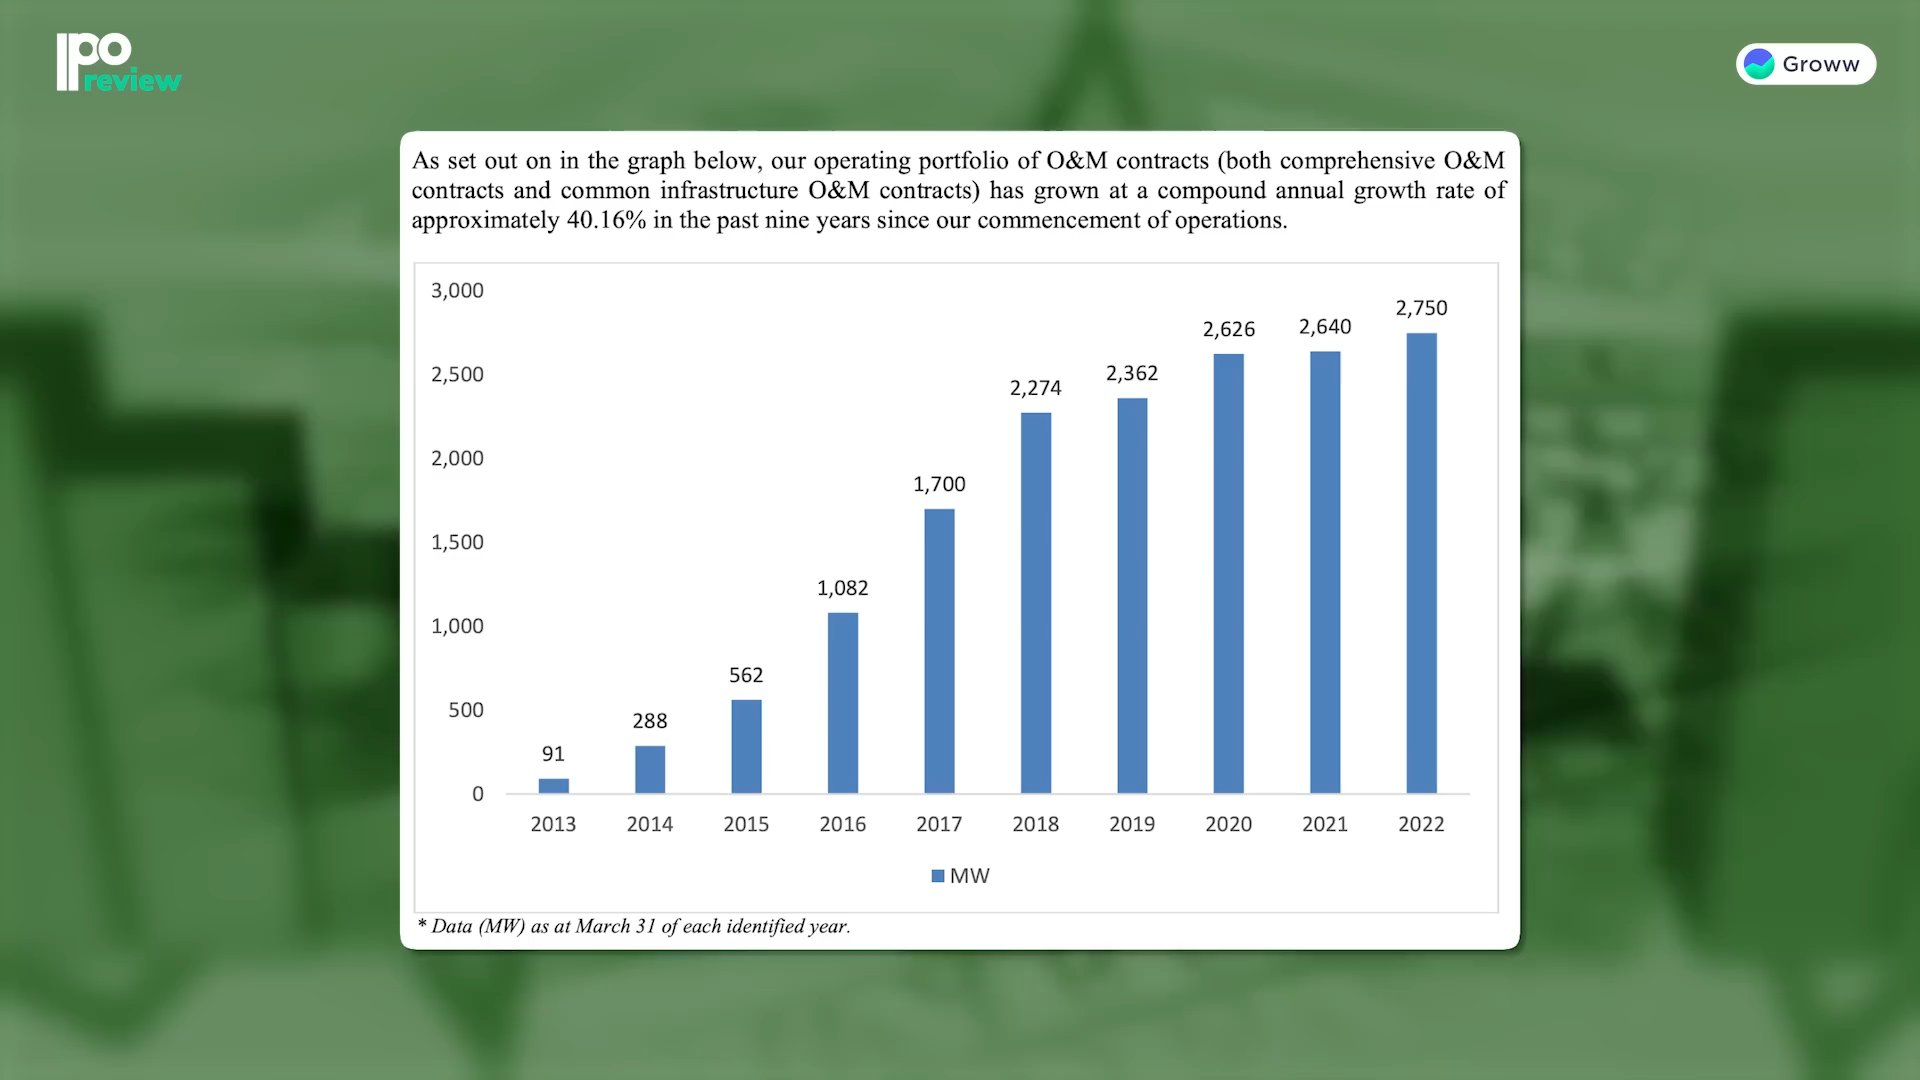 IPO
review
Groww
As set out on in the graph below, our operating portfolio of O&M contracts (both comprehensive O&M
contracts and common infrastructure O&M contracts) has grown at a compound annual growth rate of
approximately 40.16% in the past nine years since our commencement of operations.
3,000
2,500
2,000
1,500
1,000
500
0
91
288
562
1,082
1,700
2,274
2,362
2,626
2,640
2,750
2013 2014 2015 2016 2017 2018 2019 2020 2021 2022
MW
* Data (MW) as at March 31 of each identified year.